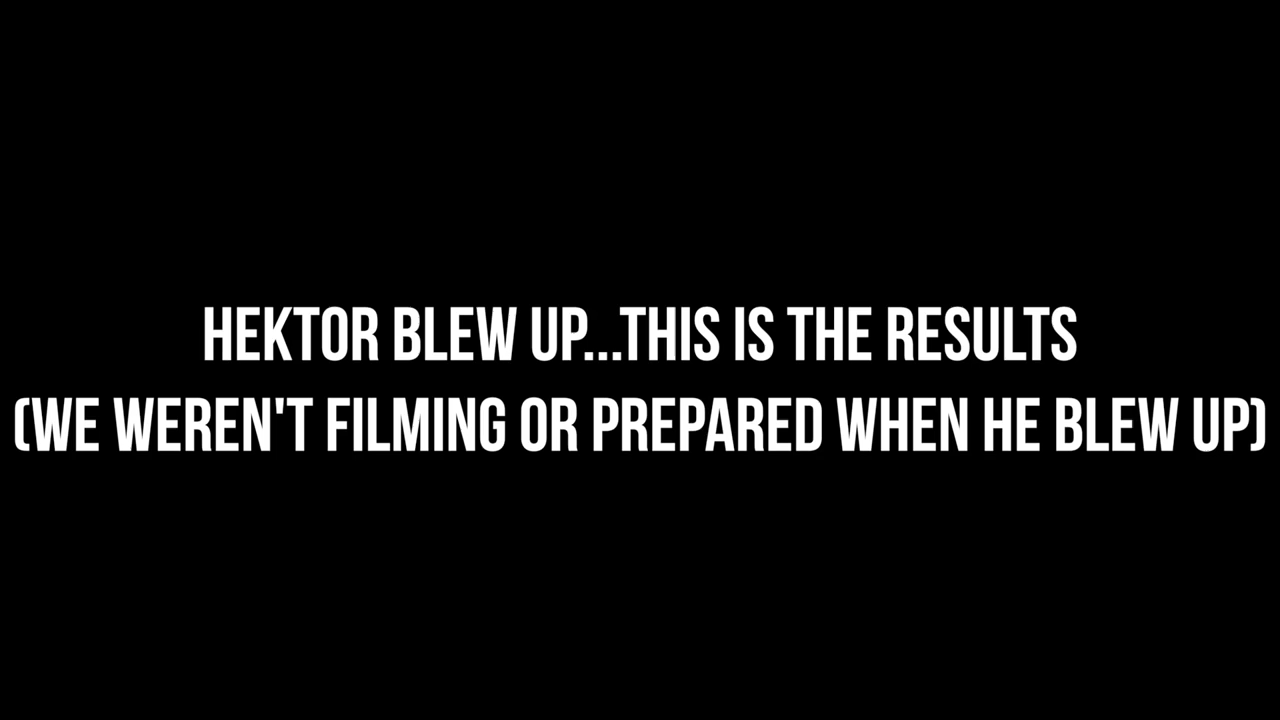 HEKTOR BLEW UP...THIS IS THE RESULTS
(WE WEREN'T FILMING OR PREPARED WHEN HE BLEW UP)